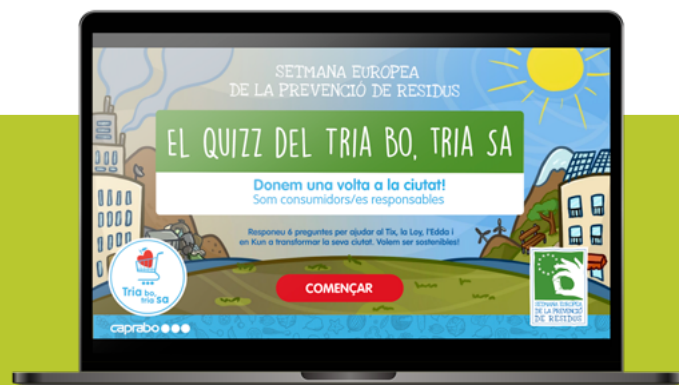 SETMANA EUROPEA
DE LA PREVENCIÓ DE RESIDUS
EL QUIZZ DEL TRIA BO, TRIA SA
Donem una volta a la ciutat!
Som consumidors/es responsables
Responeu 6 preguntes per ajudar al Tix, la Loy, l'Eddo i
en Kun a transformar la seva ciutat. Volem ser sostenibles!
COMENÇAR
Tria bo,
tria sa
caprabo
SETMANA EUROPEA
DE LA PREVENCIÓ
DE RESIDUS